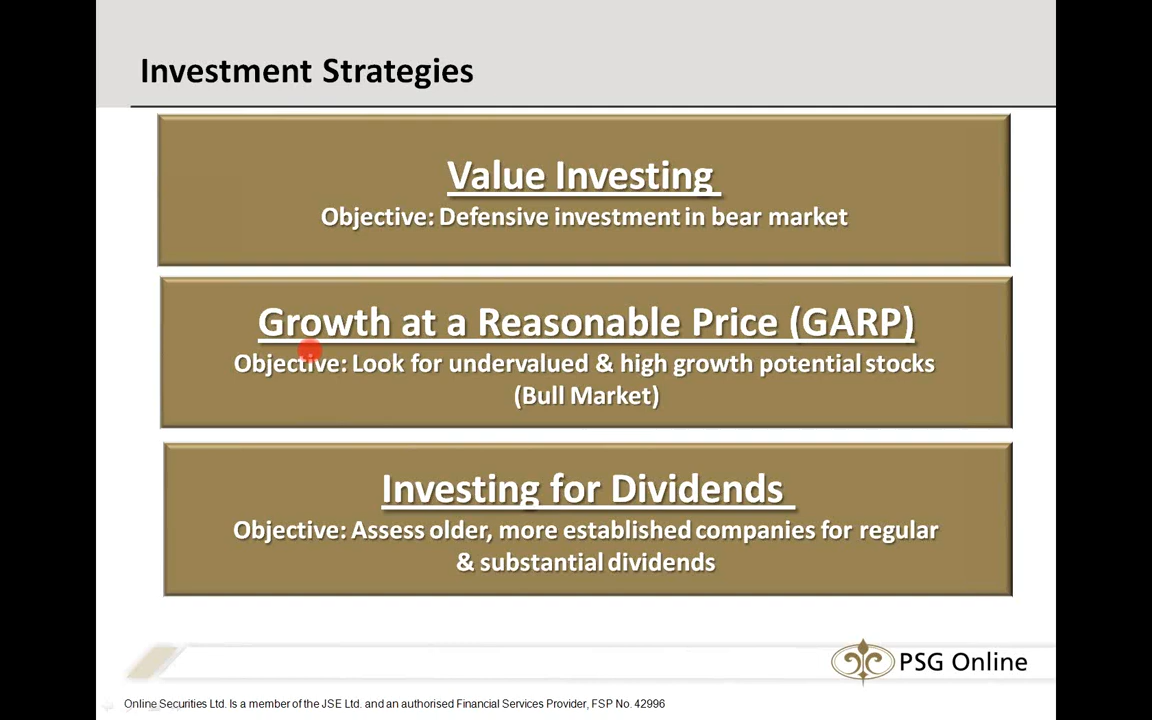 Investment Strategies
Value Investing
Objective: Defensive investment in bear market
Growth at a Reasonable Price (GARP)
Objective: Look for undervalued & high growth potential stocks
(Bull Market)
Investing for Dividends
Objective: Assess older, more established companies for regular
& substantial dividends
PSG Online
Online Securities Ltd. Is a member of the JSE Ltd. and an authorised Financial Services Provider, FSP No. 42996